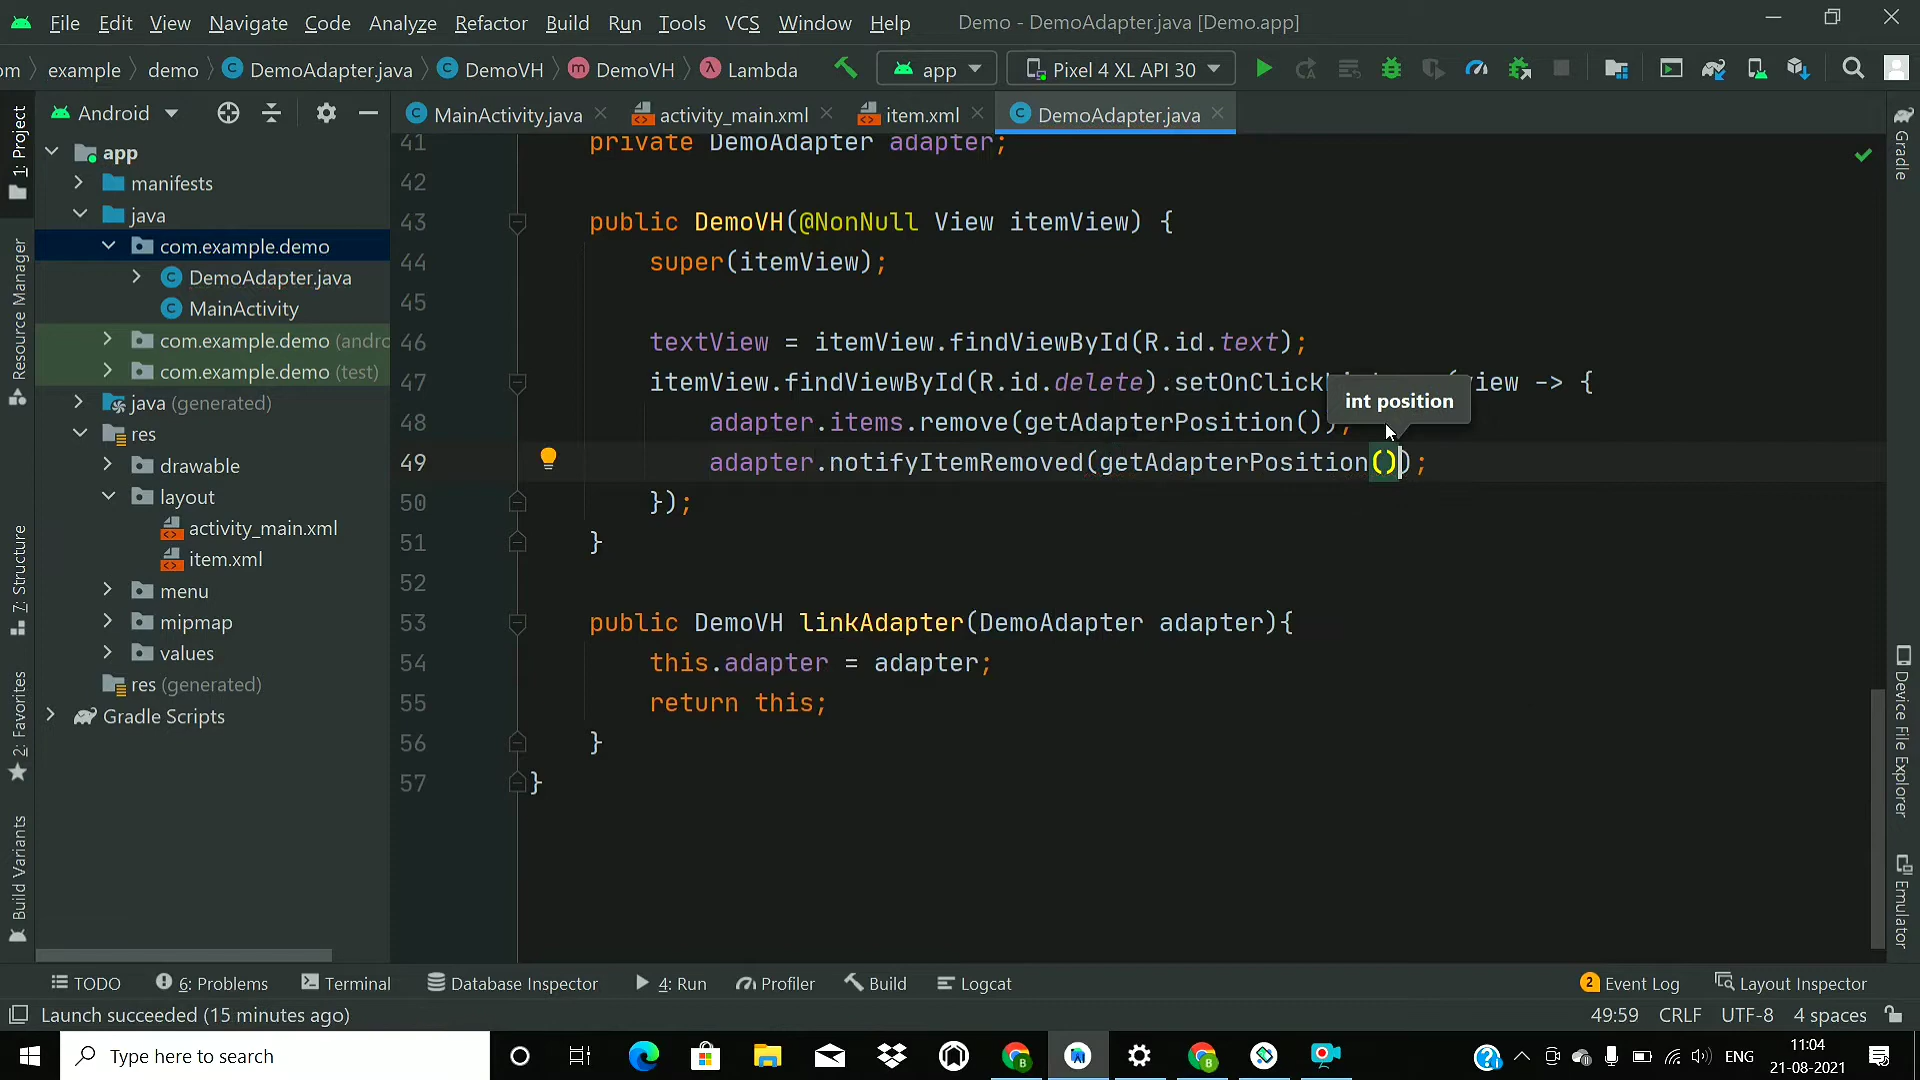 File Edit View Navigate Code Analyze Refactor Build Run Tools VCS Window Help Demo - DemoAdapter.java [Demo.app]
om example demo DemoAdapter.java DemoVH DemoVH Lambda app Pixel 4 XL API 30
Android
MainActivity.java activity_main.xml item.xml DemoAdapter.java
1: Project
Resource Manager
7: Structure
2: Favorites
Build Variants
app
manifests
java
com.example.demo
DemoAdapter.java
MainActivity
com.example.demo (andro
com.example.demo (test)
java (generated)
res
drawable
layout
activity_main.xml
item.xml
menu
mipmap
values
res (generated)
Gradle Scripts
41 private DemoAdapter adapter;
42
43 public DemoVH(@NonNull View itemView) {
44 super(itemView);
45
46 textView = itemView.findViewById(R.id.text);
47 itemView.findViewById(R.id.delete).setOnClick (view -> {
int position
48 adapter.items.remove(getAdapterPosition());
49 adapter.notifyItemRemoved(getAdapterPosition());
50 });
51 }
52
53 public DemoVH linkAdapter(DemoAdapter adapter){
54 this.adapter = adapter;
55 return this;
56 }
57 }
Gradle
Device File Explorer
Emulator
TODO 6: Problems Terminal Database Inspector 4: Run Profiler Build Logcat 2 Event Log Layout Inspector
Launch succeeded (15 minutes ago) 49:59 CRLF UTF-8 4 spaces
Type here to search
ENG
11:04
21-08-2021